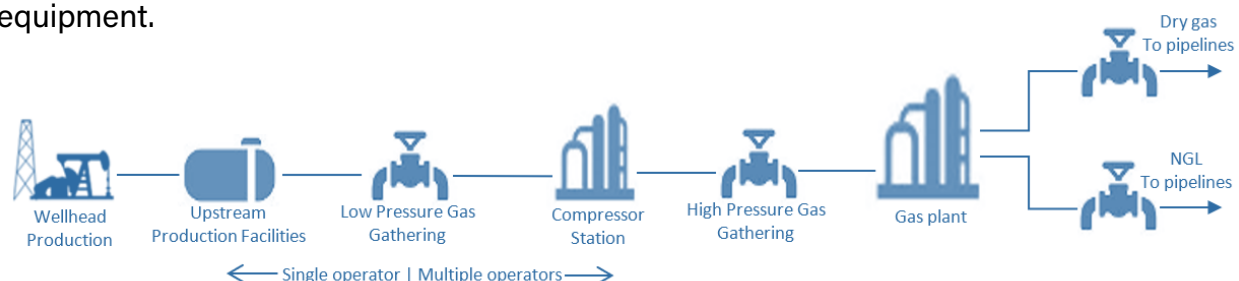 equipment.
Dry gas
To pipelines
Wellhead
Production
Upstream
Production Facilities
Low Pressure Gas
Gathering
Compressor
Station
High Pressure Gas
Gathering
Gas plant
NGL
To pipelines
Single operator | Multiple operators